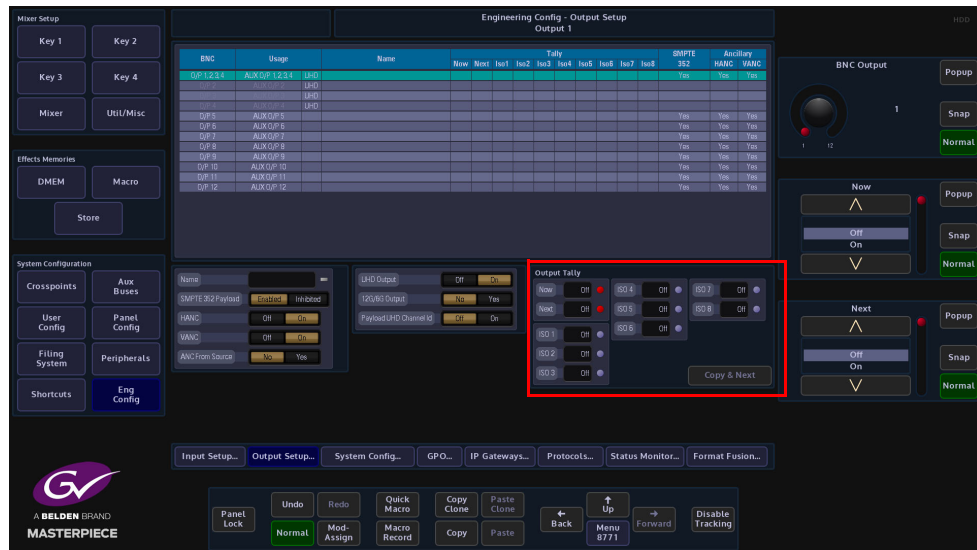 Mixer Setup
Key 1
Key 2
Key 3
Key 4
Mixer
Util/Misc
Effects Memories
DMEM
Macro
Store
System Configuration
Crosspoints
Aux Buses
User Config
Panel Config
Filing System
Peripherals
Shortcuts
Eng Config
A BELDEN BRAND
MASTERPIECE
Engineering Config - Output Setup
Output 1
HDD
Tally SMPTE Ancillary
BNC Usage Name Now Next Iso1 Iso2 Iso3 Iso4 Iso5 Iso6 Iso7 Iso8 352 HANC VANC
O/P 1,2,3,4 AUX O/P 1,2,3,4 UHD Yes Yes Yes
O/P 2 AUX O/P 2 UHD
UHD
O/P 4 AUX O/P 4 UHD
O/P 5 AUX O/P 5 Yes Yes Yes
O/P 6 AUX O/P 6 Yes Yes Yes
O/P 7 AUX O/P 7 Yes Yes Yes
O/P 8 AUX O/P 8 Yes Yes Yes
O/P 9 AUX O/P 9 Yes Yes Yes
O/P 10 AUX O/P 10 Yes Yes Yes
O/P 11 AUX O/P 11 Yes Yes Yes
O/P 12 AUX O/P 12 Yes Yes Yes
Name
SMPTE 352 Payload Enabled Inhibited
HANC Off On
VANC Off On
ANC From Source No Yes
UHD Output Off On
12G/6G Output No Yes
Payload UHD Channel Id Off On
Output Tally
Now Off ISO 4 Off ISO 7 Off
Next Off ISO 5 Off ISO 8 Off
ISO 1 Off ISO 6 Off
ISO 2 Off
ISO 3 Off
Copy & Next
BNC Output
1
1 12
Popup
Snap
Normal
Now
Off
On
Popup
Snap
Normal
Next
Off
On
Popup
Snap
Normal
Input Setup... Output Setup... System Config... GPO... IP Gateways... Protocols... Status Monitor... Format Fusion...
Panel Lock
Undo
Redo
Normal
Mod-Assign
Quick Macro
Macro Record
Copy Clone
Paste Clone
Copy
Paste
Up
Back
Menu 8771
Forward
Disable Tracking